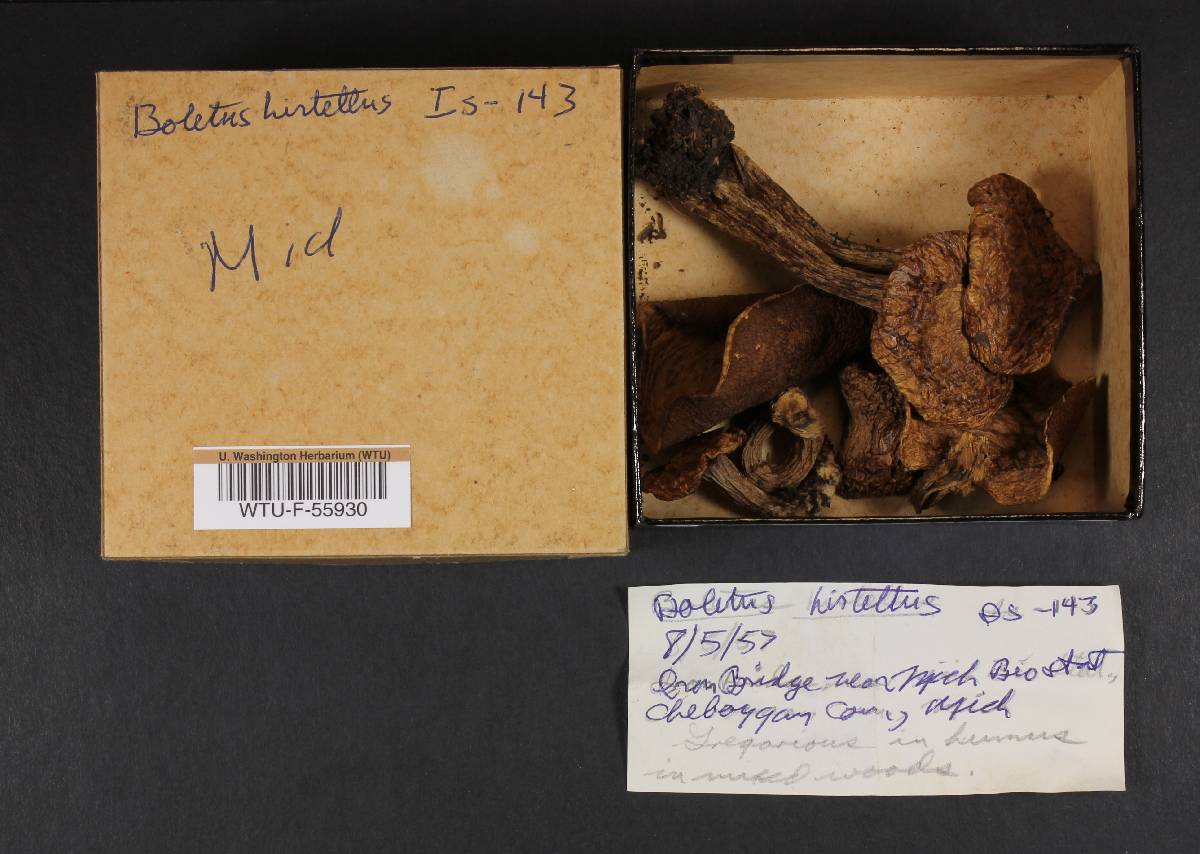 Boletus hirtellus Is-143
Mid
U. Washington Herbarium (WTU)
WTU-F-55930
Boletus hirtellus Is-143
8/5/57
Iron Bridge near Mich Bio Stat.,
Cheboygan Coun, Mich
Gregarious in humus
in mixed woods.